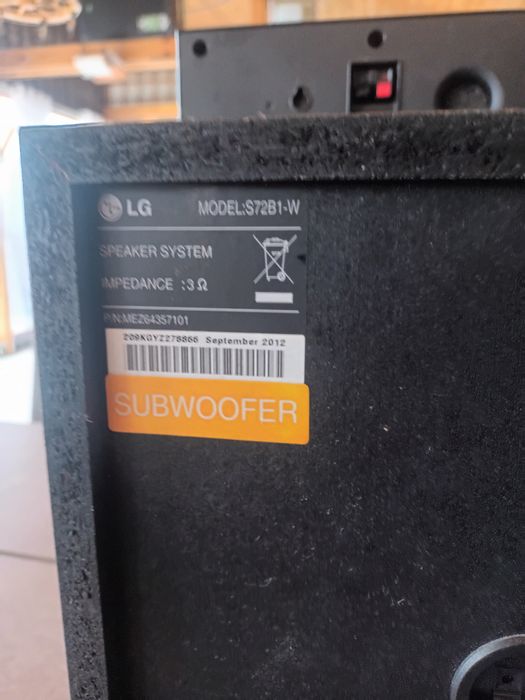 LG MODEL:S72B1-W
SPEAKER SYSTEM
IMPEDANCE : 3 Ω
P/N:MEZ64357101
209KGYZ278866 September 2012
SUBWOOFER